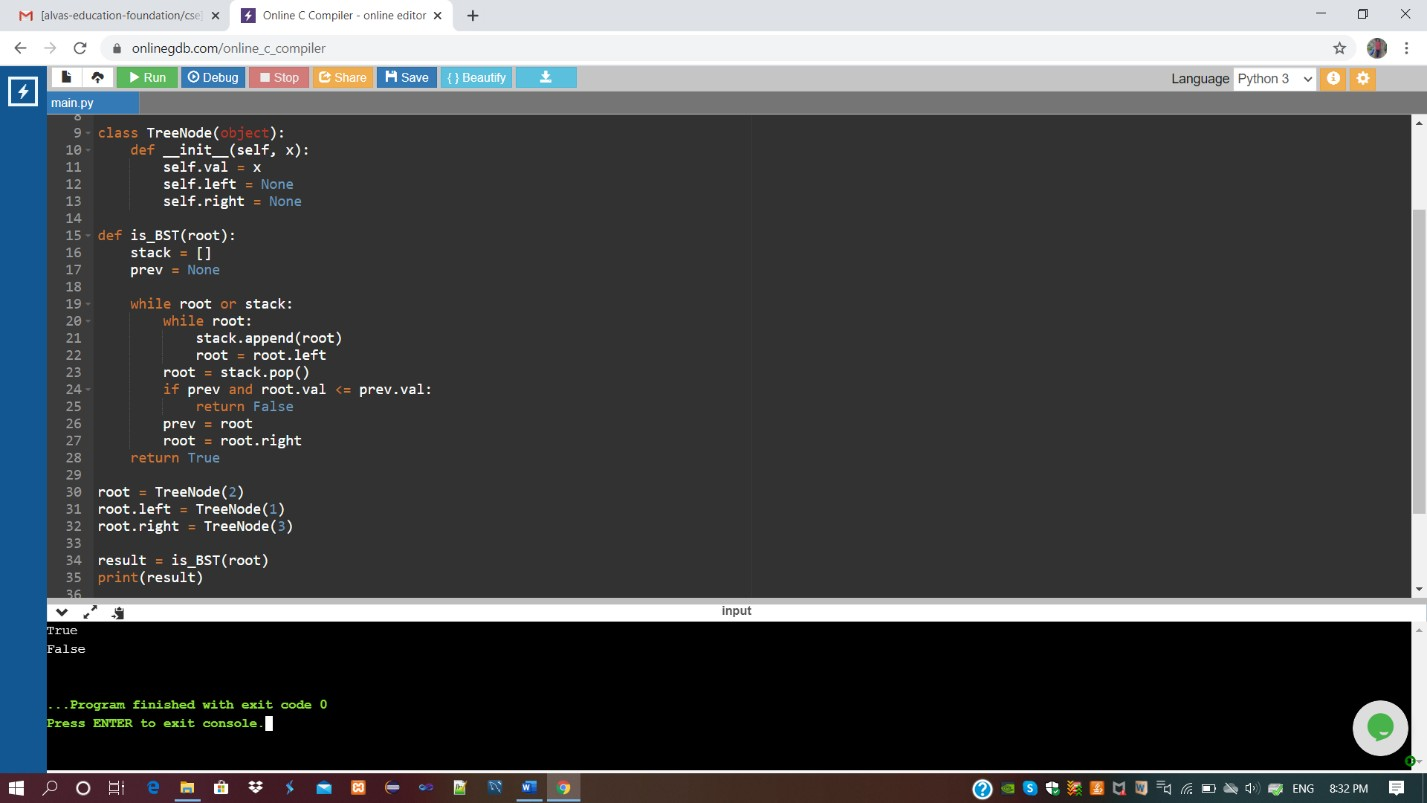 [alvas-education-foundation/cse
Online C Compiler - online editor
onlinegdb.com/online_c_compiler
Run Debug Stop Share Save { } Beautify
Language Python 3
main.py
8
9 class TreeNode(object):
10 def __init__(self, x):
11 self.val = x
12 self.left = None
13 self.right = None
14
15 def is_BST(root):
16 stack = []
17 prev = None
18
19 while root or stack:
20 while root:
21 stack.append(root)
22 root = root.left
23 root = stack.pop()
24 if prev and root.val <= prev.val:
25 return False
26 prev = root
27 root = root.right
28 return True
29
30 root = TreeNode(2)
31 root.left = TreeNode(1)
32 root.right = TreeNode(3)
33
34 result = is_BST(root)
35 print(result)
36
input
True
False
...Program finished with exit code 0
Press ENTER to exit console.
ENG 8:32 PM